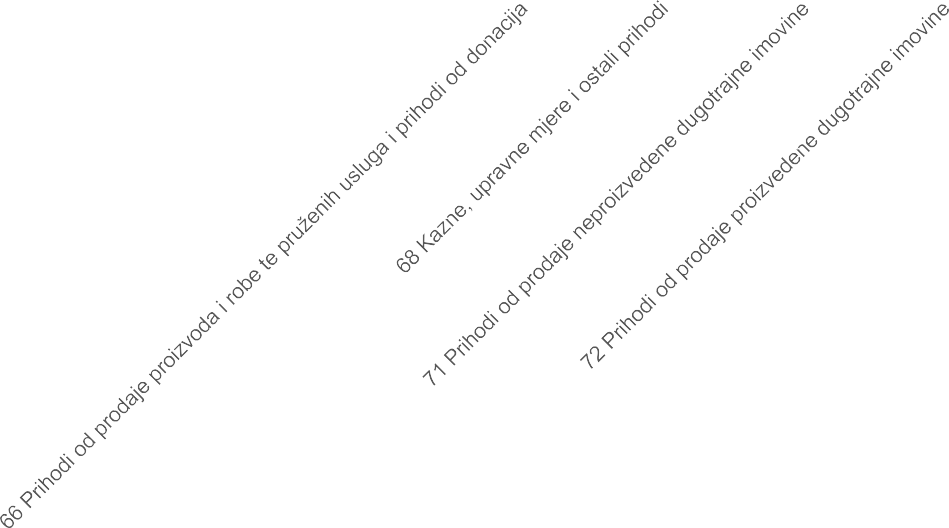 66 Prihodi od prodaje proizvoda i robe te pruženih usluga i prihodi od donacija
68 Kazne, upravne mjere i ostali prihodi
71 Prihodi od prodaje neproizvedene dugotrajne imovine
72 Prihodi od prodaje proizvedene dugotrajne imovine